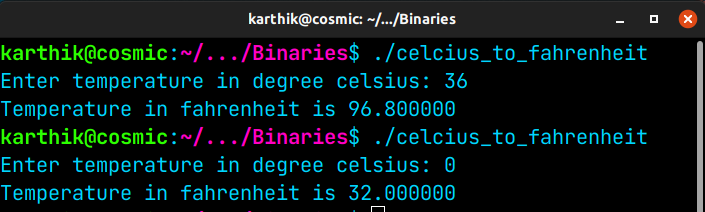 karthik@cosmic: ~/.../Binaries
karthik@cosmic:~/.../Binaries$ ./celcius_to_fahrenheit
Enter temperature in degree celsius: 36
Temperature in fahrenheit is 96.800000
karthik@cosmic:~/.../Binaries$ ./celcius_to_fahrenheit
Enter temperature in degree celsius: 0
Temperature in fahrenheit is 32.000000